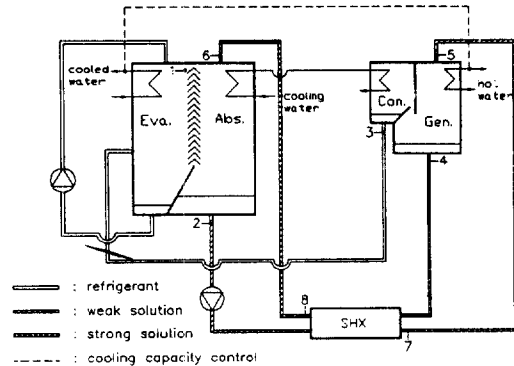 6
5
1
cooled
water
cooling
water
hot
water
Eva.
Abs.
Con.
Gen.
3
4
2
8
SHX
7
: refrigerant
: weak solution
: strong solution
: cooling capacity control